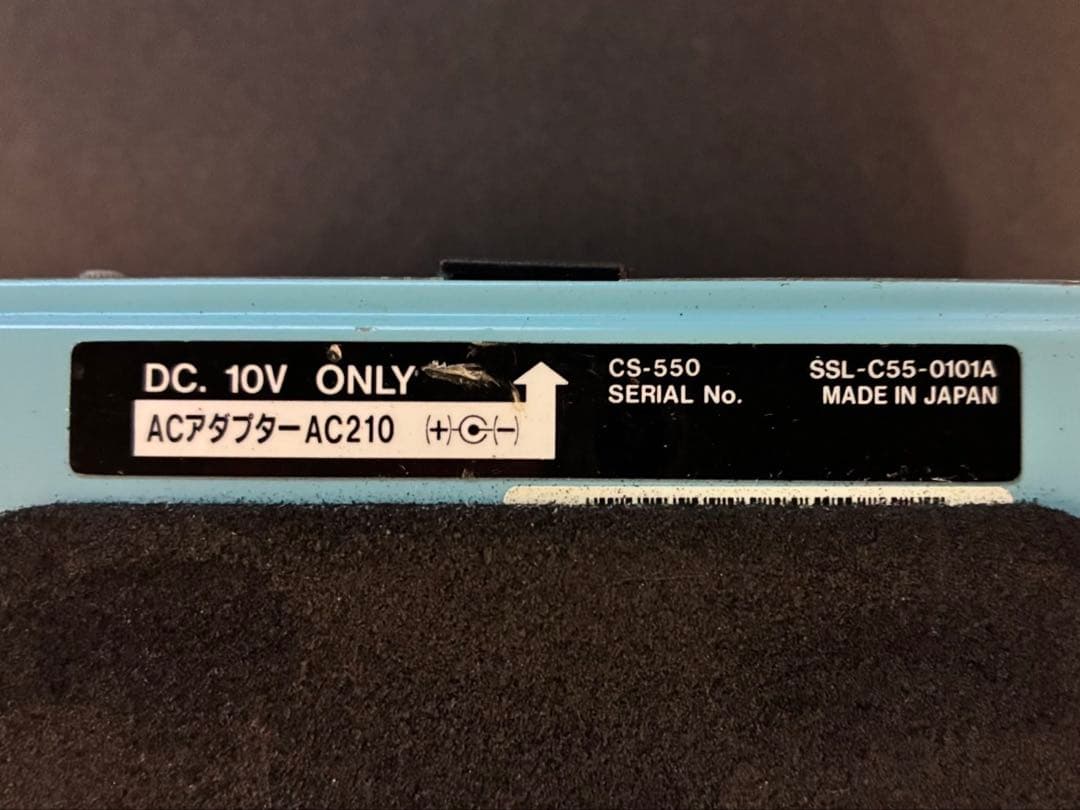 DC. 10V ONLY
ACアダプターAC210 (+)(−)
CS-550
SERIAL No.
SSL-C55-0101A
MADE IN JAPAN